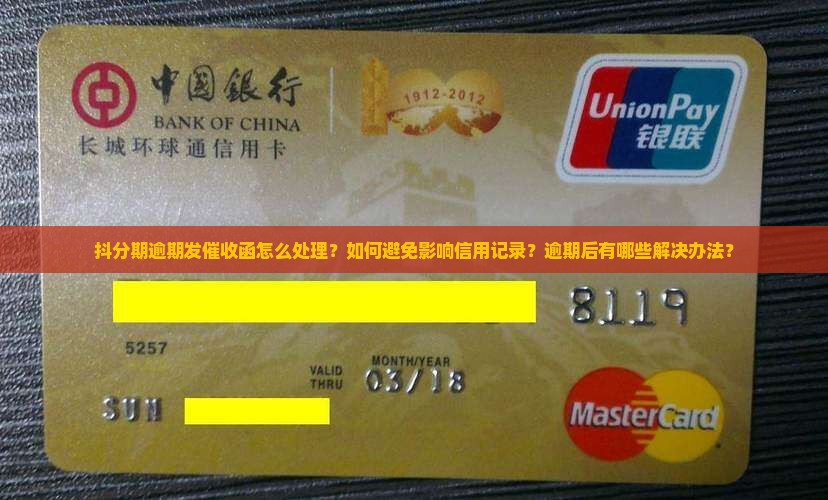 中國銀行
BANK OF CHINA
长城环球通信用卡
1912-2012
UnionPay
银联
抖分期逾期发催收函怎么处理？如何避免影响信用记录？逾期后有哪些解决办法？
8119
5257
VALID THRU
MONTH/YEAR
03/18
SUN
MasterCard